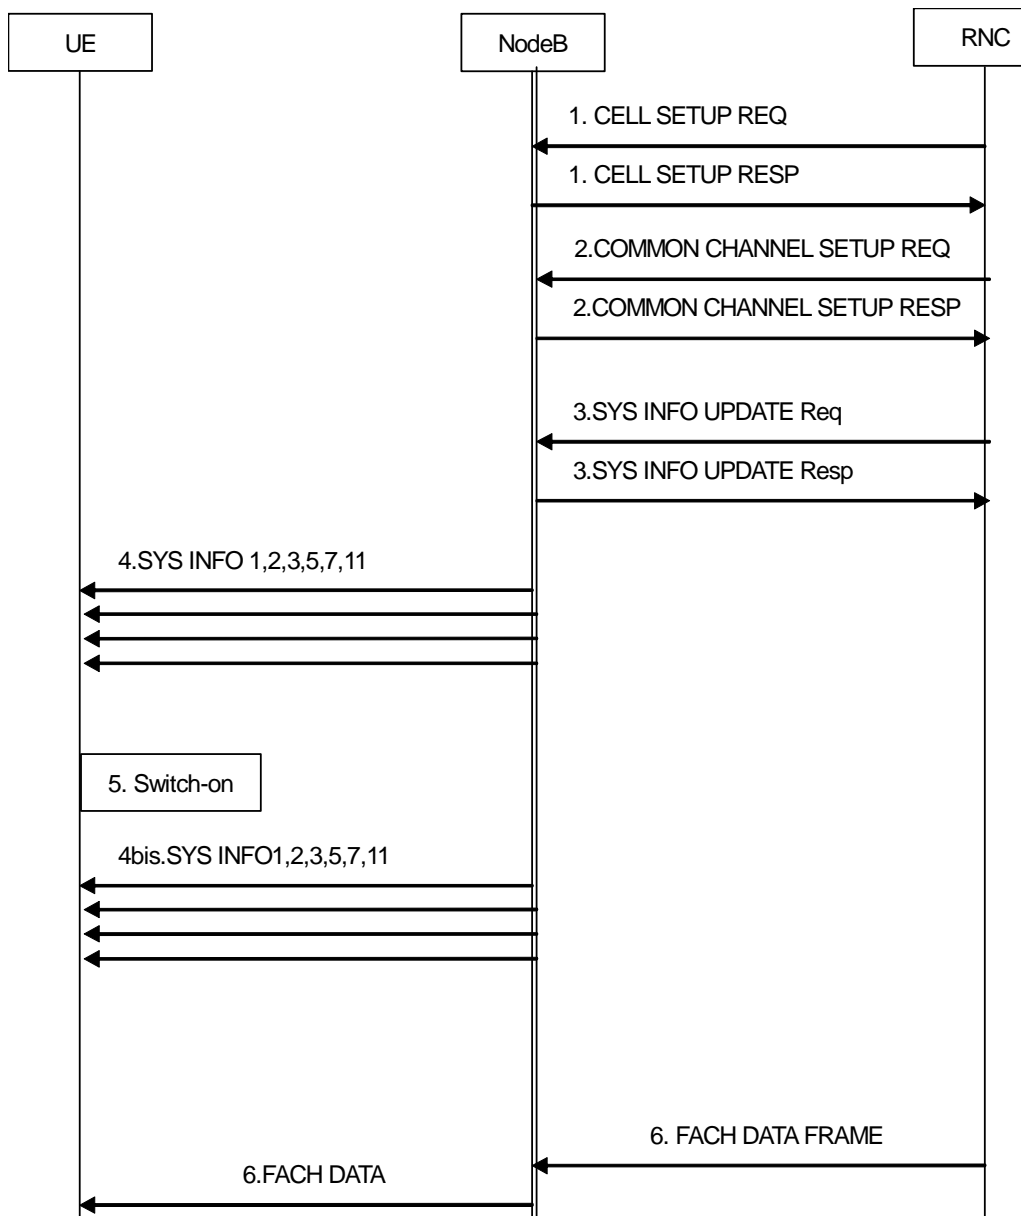 UE
NodeB
RNC
1. CELL SETUP REQ
1. CELL SETUP RESP
2.COMMON CHANNEL SETUP REQ
2.COMMON CHANNEL SETUP RESP
3.SYS INFO UPDATE Req
3.SYS INFO UPDATE Resp
4.SYS INFO 1,2,3,5,7,11
5. Switch-on
4bis.SYS INFO1,2,3,5,7,11
6. FACH DATA FRAME
6.FACH DATA